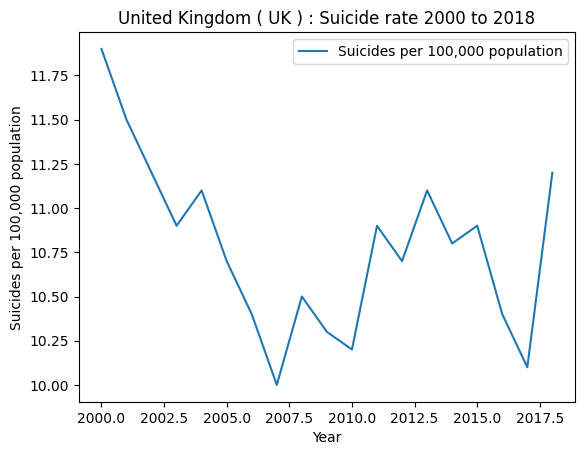 United Kingdom ( UK ) : Suicide rate 2000 to 2018
Suicides per 100,000 population
Suicides per 100,000 population
11.75
11.50
11.25
11.00
10.75
10.50
10.25
10.00
2000.0 2002.5 2005.0 2007.5 2010.0 2012.5 2015.0 2017.5
Year